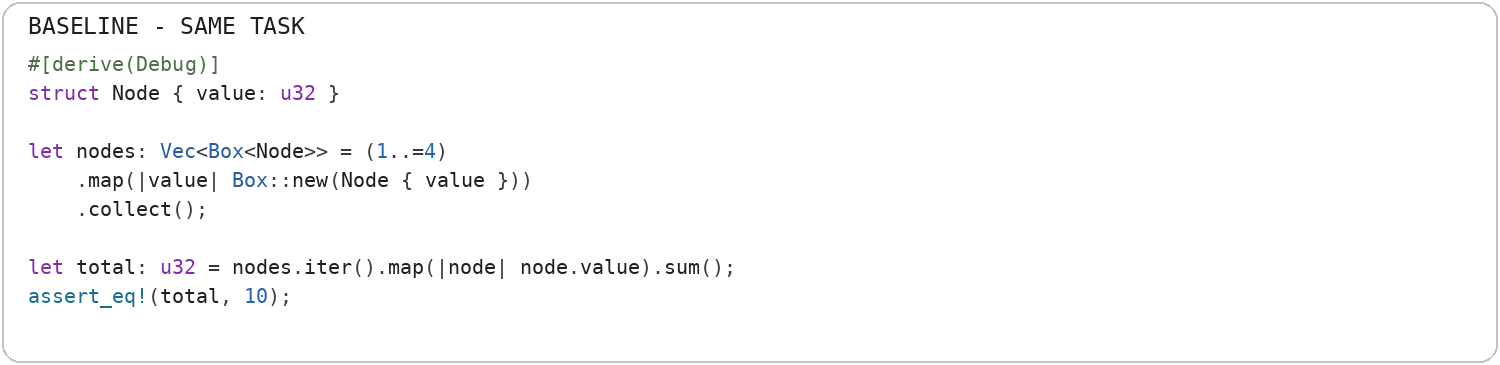 BASELINE - SAME TASK
#[derive(Debug)]
struct Node { value: u32 }
let nodes: Vec<Box<Node>> = (1..=4)
    .map(|value| Box::new(Node { value }))
    .collect();
let total: u32 = nodes.iter().map(|node| node.value).sum();
assert_eq!(total, 10);